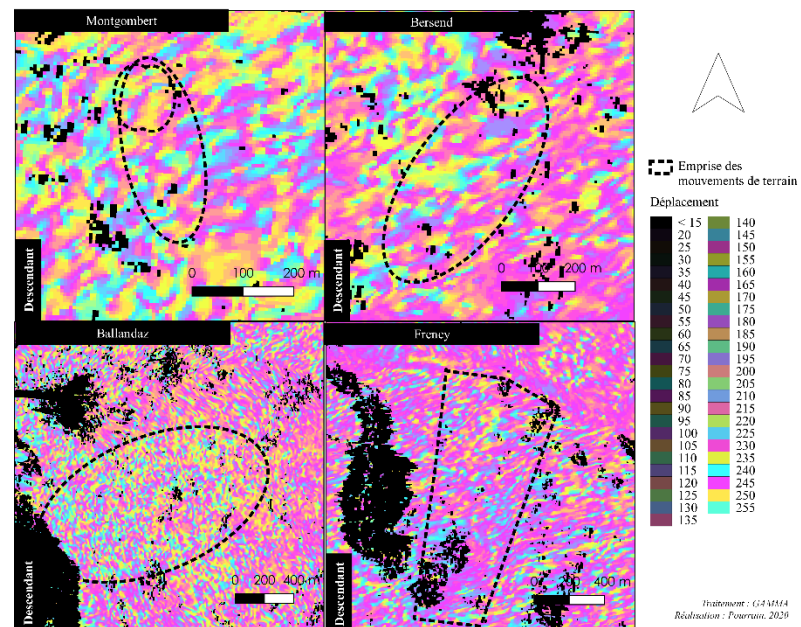 Montgombert
Bersend
Descendant
0 100 200 m
Descendant
0 100 200 m
Ballandaz
Freney
Descendant
0 200 400 m
Descendant
0 200 400 m
Emprise des
mouvements de terrain
Déplacement
< 15 140
20 145
25 150
30 155
35 160
40 165
45 170
50 175
55 180
60 185
65 190
70 195
75 200
80 205
85 210
90 215
95 220
100 225
105 230
110 235
115 240
120 245
125 250
130 255
135
Traitement : GAMMA
Réalisation : Pourrain, 2020